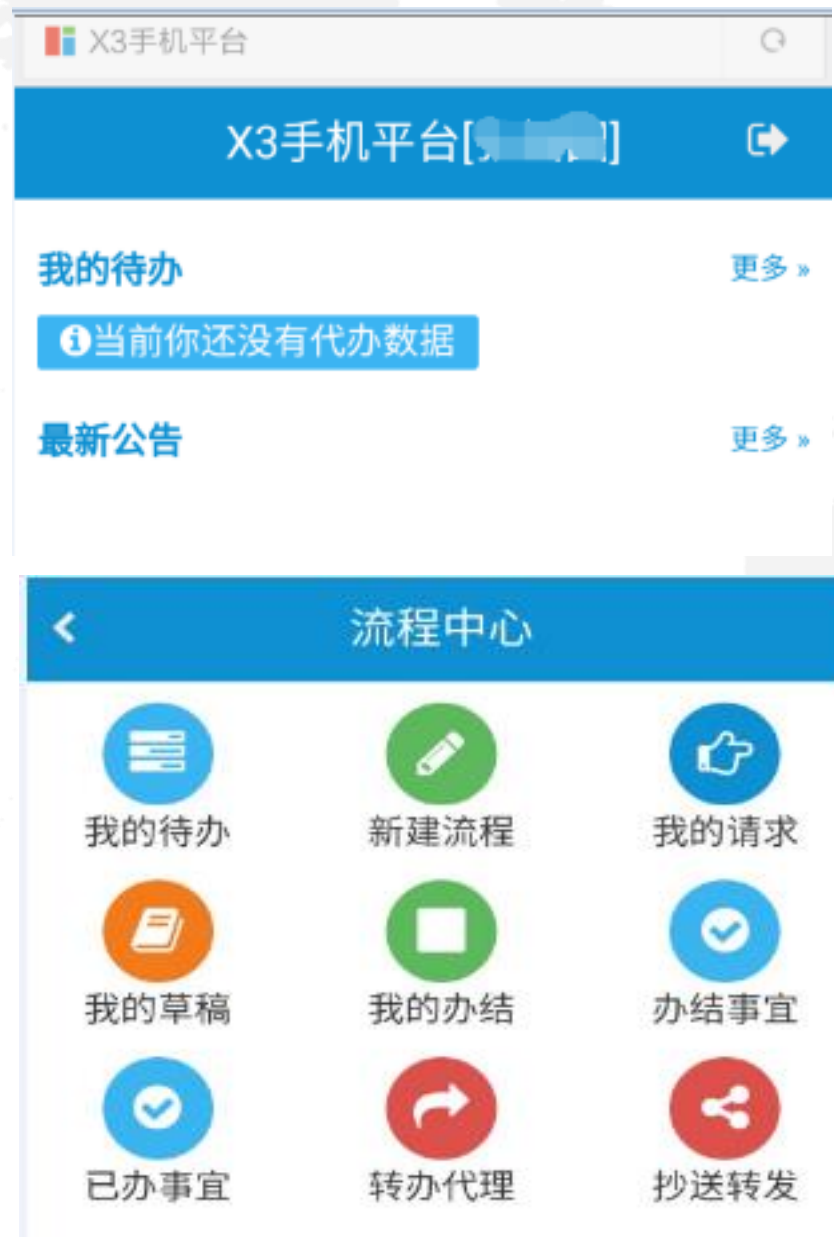 X3手机平台
X3手机平台[]
我的待办 更多 »
当前你还没有代办数据
最新公告 更多 »
流程中心
我的待办 新建流程 我的请求
我的草稿 我的办结 办结事宜
已办事宜 转办代理 抄送转发